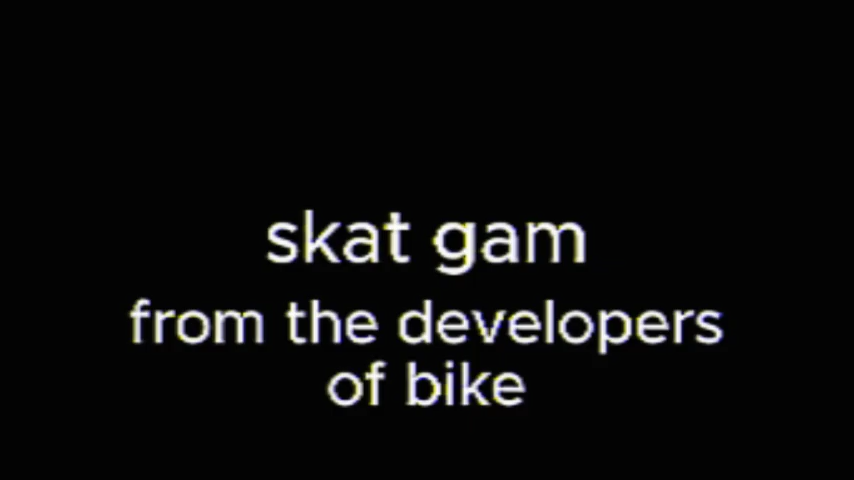 skat gam
from the developers
of bike